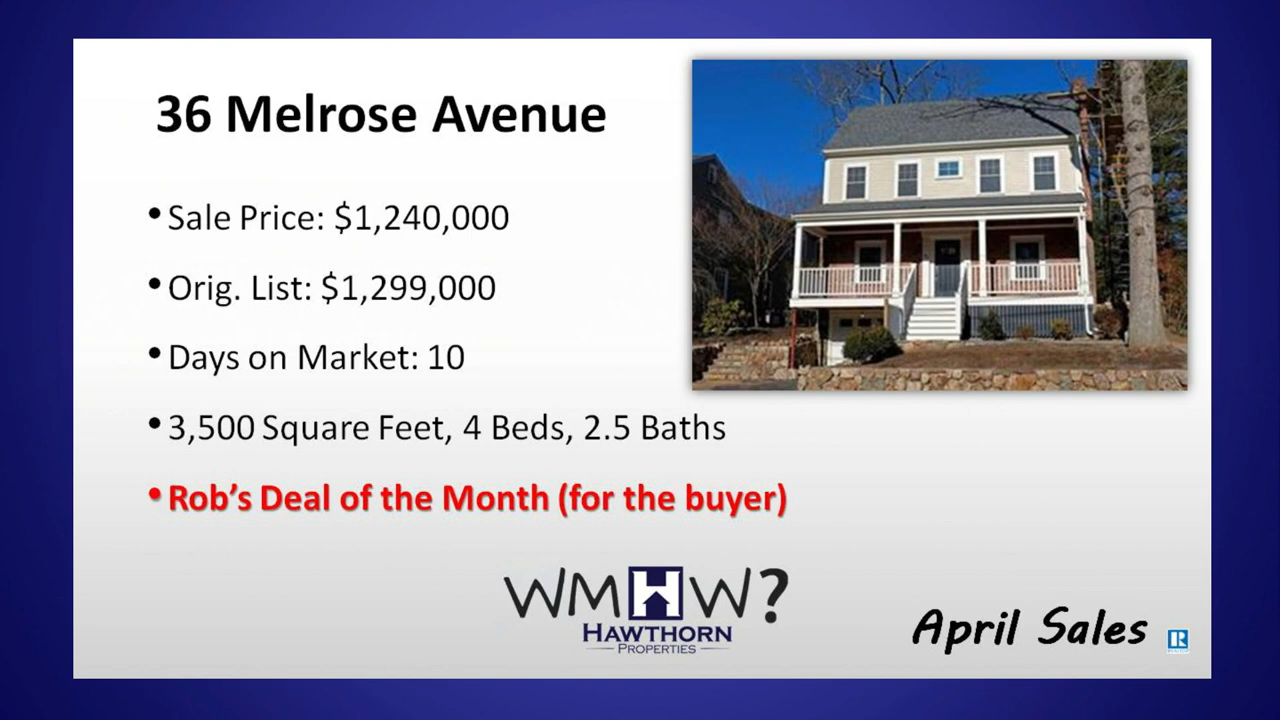 36 Melrose Avenue
• Sale Price: $1,240,000
• Orig. List: $1,299,000
• Days on Market: 10
• 3,500 Square Feet, 4 Beds, 2.5 Baths
• Rob’s Deal of the Month (for the buyer)
WMHW?
HAWTHORN
PROPERTIES
April Sales
R